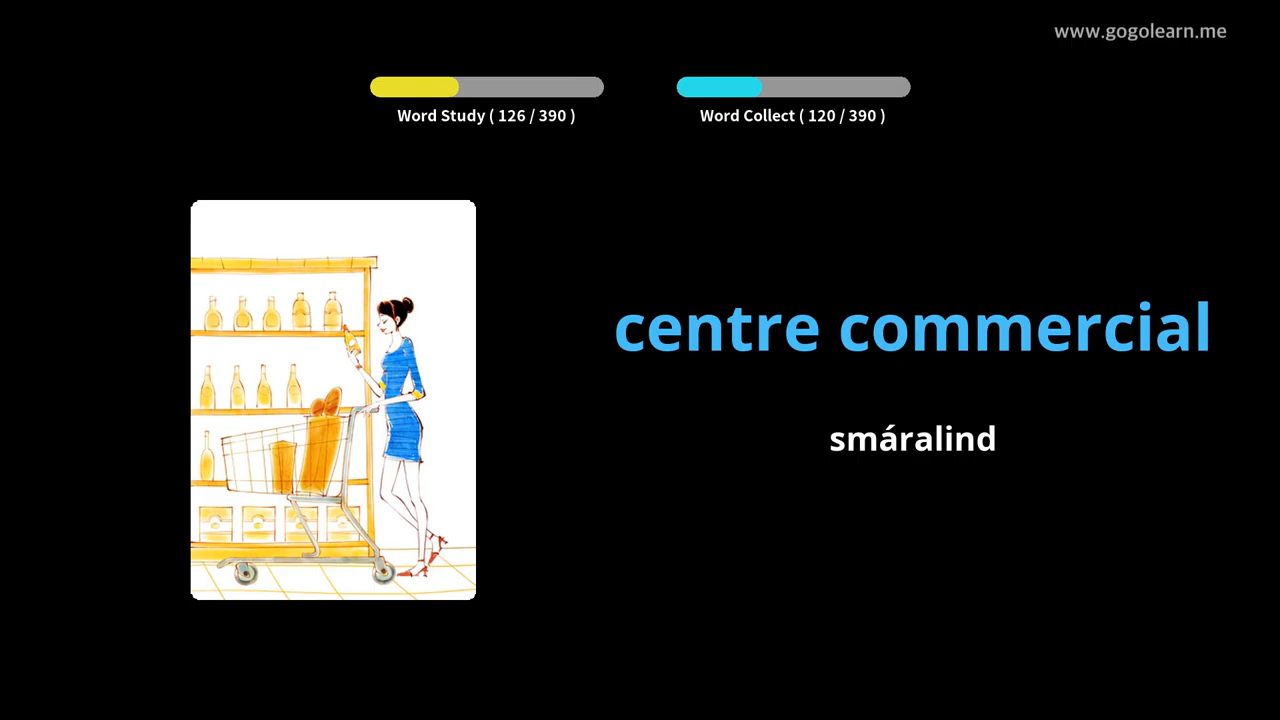 www.gogolearn.me
Word Study ( 126 / 390 )
Word Collect ( 120 / 390 )
centre commercial
smáralind